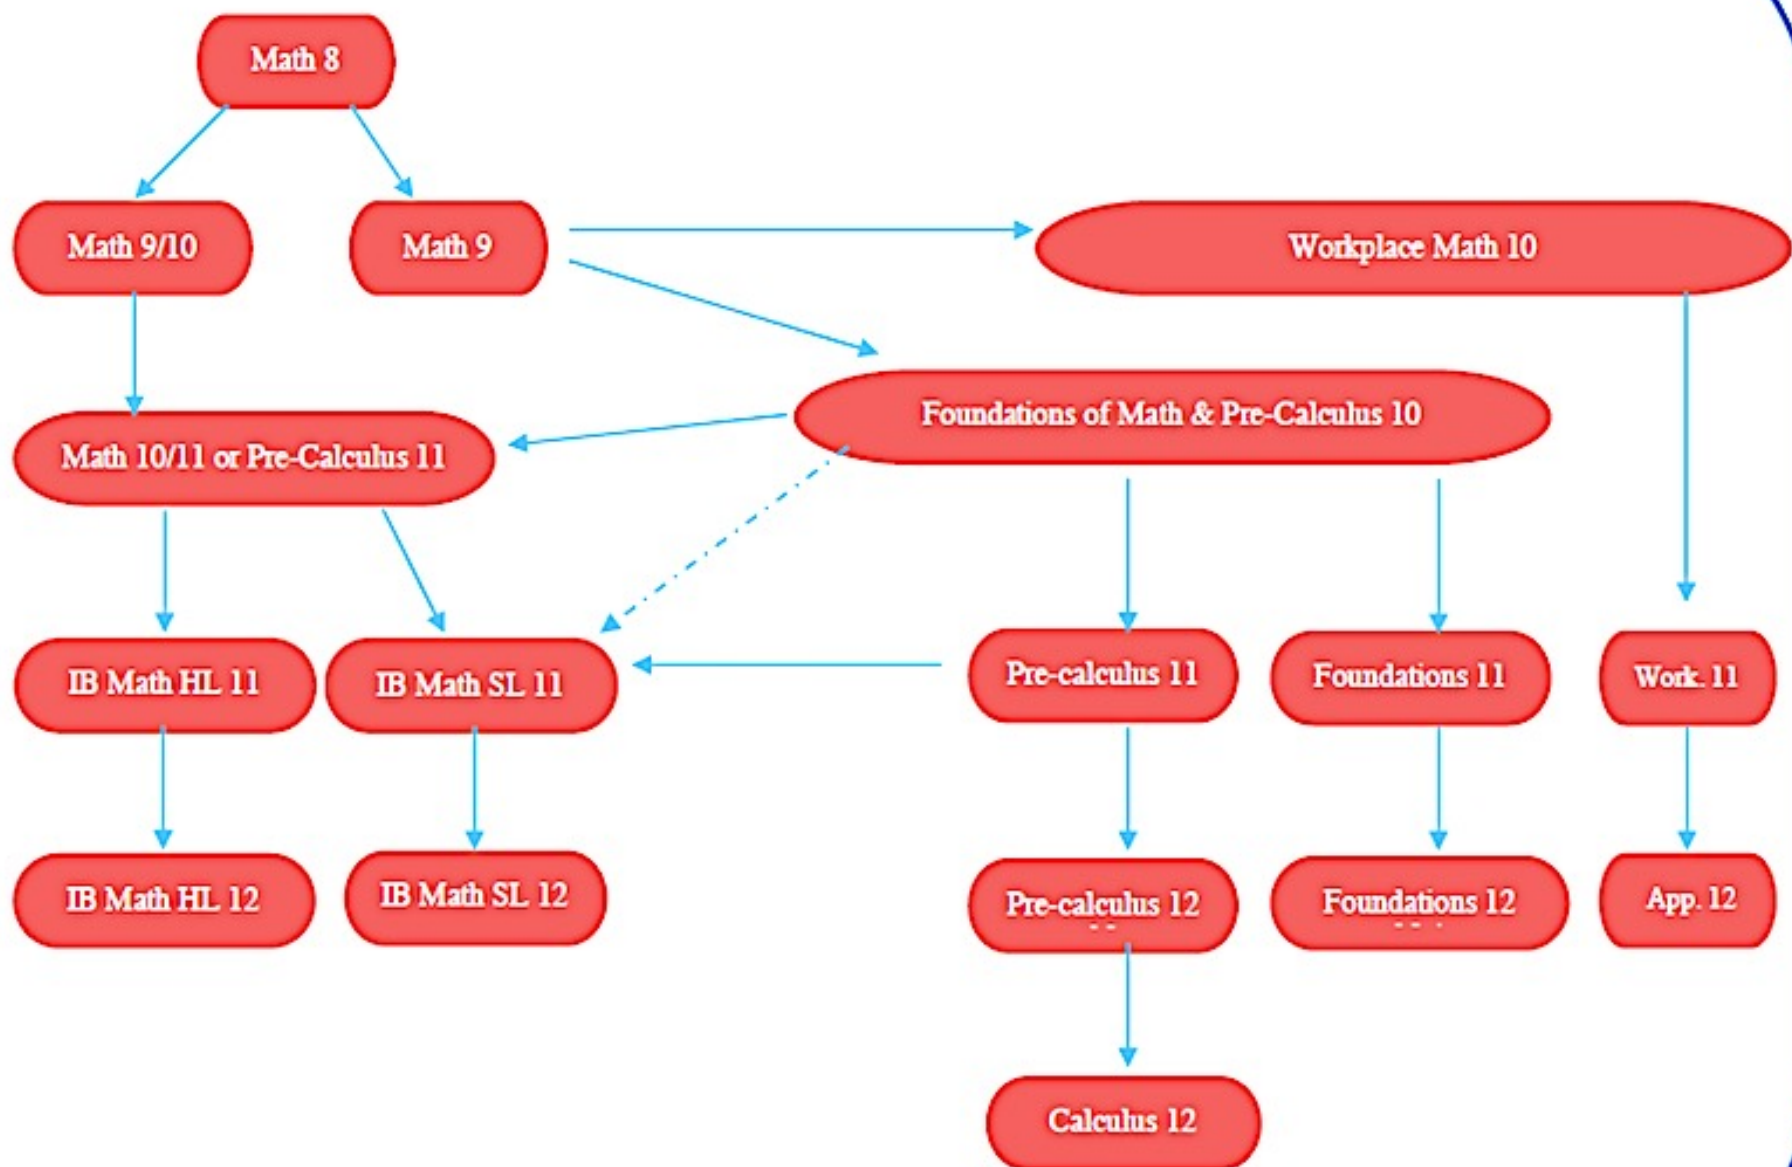 Math 8
Math 9/10
Math 9
Workplace Math 10
Foundations of Math & Pre-Calculus 10
Math 10/11 or Pre-Calculus 11
IB Math HL 11
IB Math SL 11
Pre-calculus 11
Foundations 11
Work. 11
IB Math HL 12
IB Math SL 12
Pre-calculus 12
Foundations 12
App. 12
Calculus 12